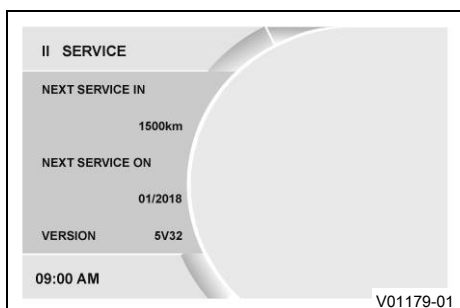 II SERVICE
NEXT SERVICE IN
1500km
NEXT SERVICE ON
01/2018
VERSION 5V32
09:00 AM
V01179-01